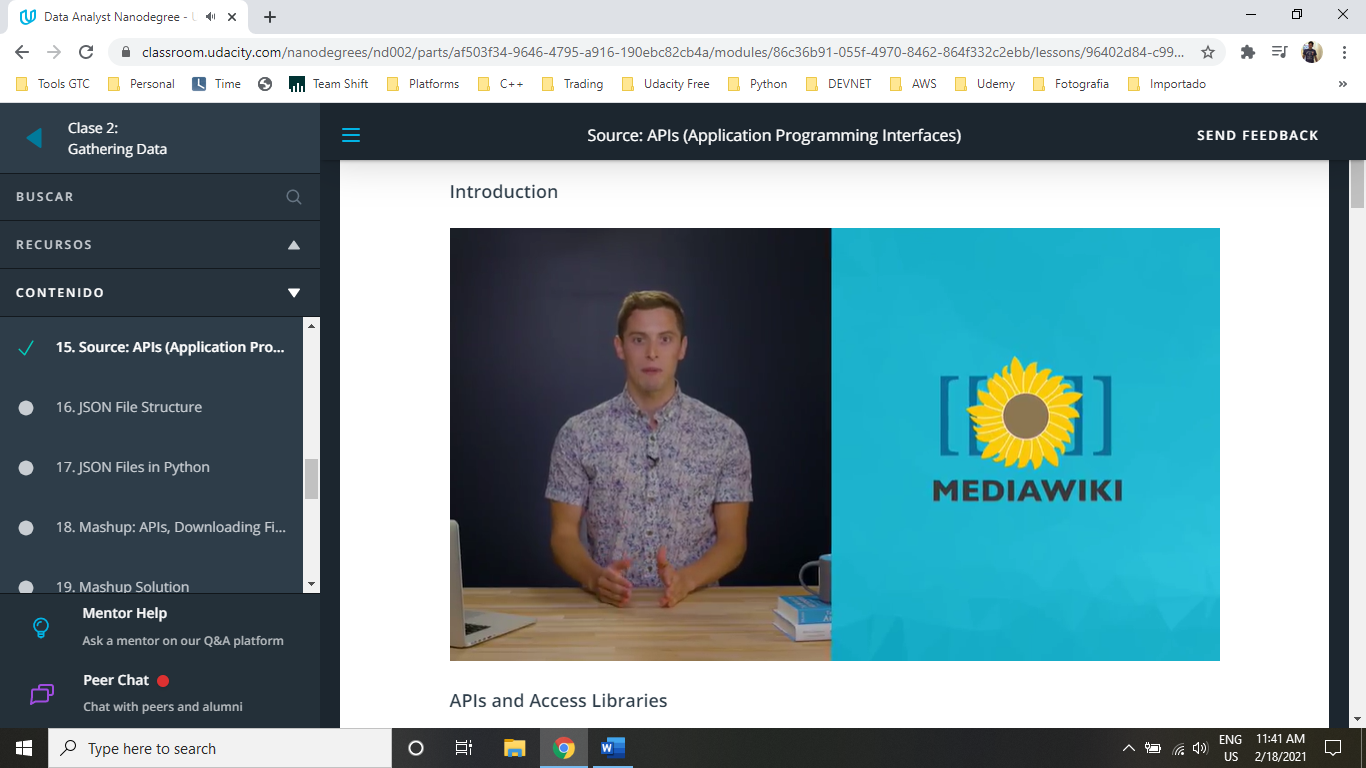 Data Analyst Nanodegree - U
classroom.udacity.com/nanodegrees/nd002/parts/af503f34-9646-4795-a916-190ebc82cb4a/modules/86c36b91-055f-4970-8462-864f332c2ebb/lessons/96402d84-c99...
Tools GTC Personal Time Team Shift Platforms C++ Trading Udacity Free Python DEVNET AWS Udemy Fotografia Importado »
Clase 2:
Gathering Data
Source: APIs (Application Programming Interfaces)
SEND FEEDBACK
BUSCAR
RECURSOS
CONTENIDO
15. Source: APIs (Application Pro...
16. JSON File Structure
17. JSON Files in Python
18. Mashup: APIs, Downloading Fi...
19. Mashup Solution
Mentor Help
Ask a mentor on our Q&A platform
Peer Chat
Chat with peers and alumni
Introduction
[[ ]]
MEDIAWIKI
APIs and Access Libraries
Type here to search
W
ENG
US
11:41 AM
2/18/2021